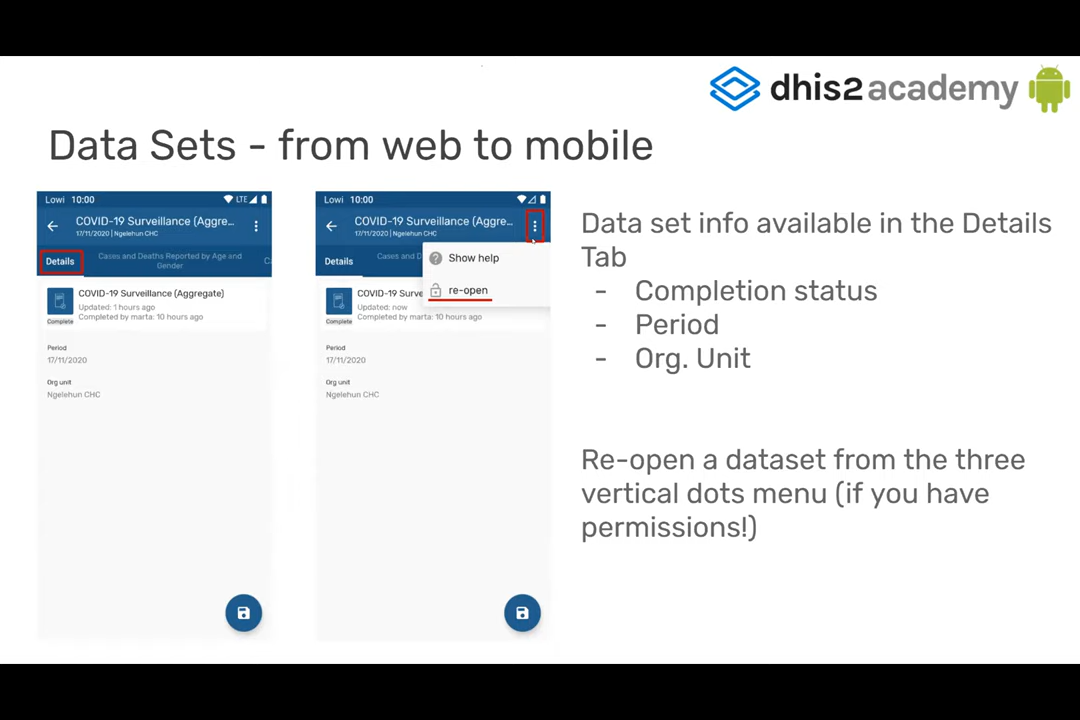 dhis2 academy
Data Sets - from web to mobile
Lowi 10:00 LTE
COVID-19 Surveillance (Aggre...
17/11/2020 | Ngelehun CHC
Details
Cases and Deaths Reported by Age and
Gender
Ca
COVID-19 Surveillance (Aggregate)
Updated: 1 hours ago
Completed by marta: 10 hours ago
Complete
Period
17/11/2020
Org unit
Ngelehun CHC
Lowi 10:00
COVID-19 Surveillance (Aggre...
17/11/2020 | Ngelehun CHC
Details
Cases and D
Show help
re-open
COVID-19 Surve
Updated: now
Completed by marta: 10 hours ago
Complete
Period
17/11/2020
Org unit
Ngelehun CHC
Data set info available in the Details
Tab
- Completion status
- Period
- Org. Unit
Re-open a dataset from the three
vertical dots menu (if you have
permissions!)